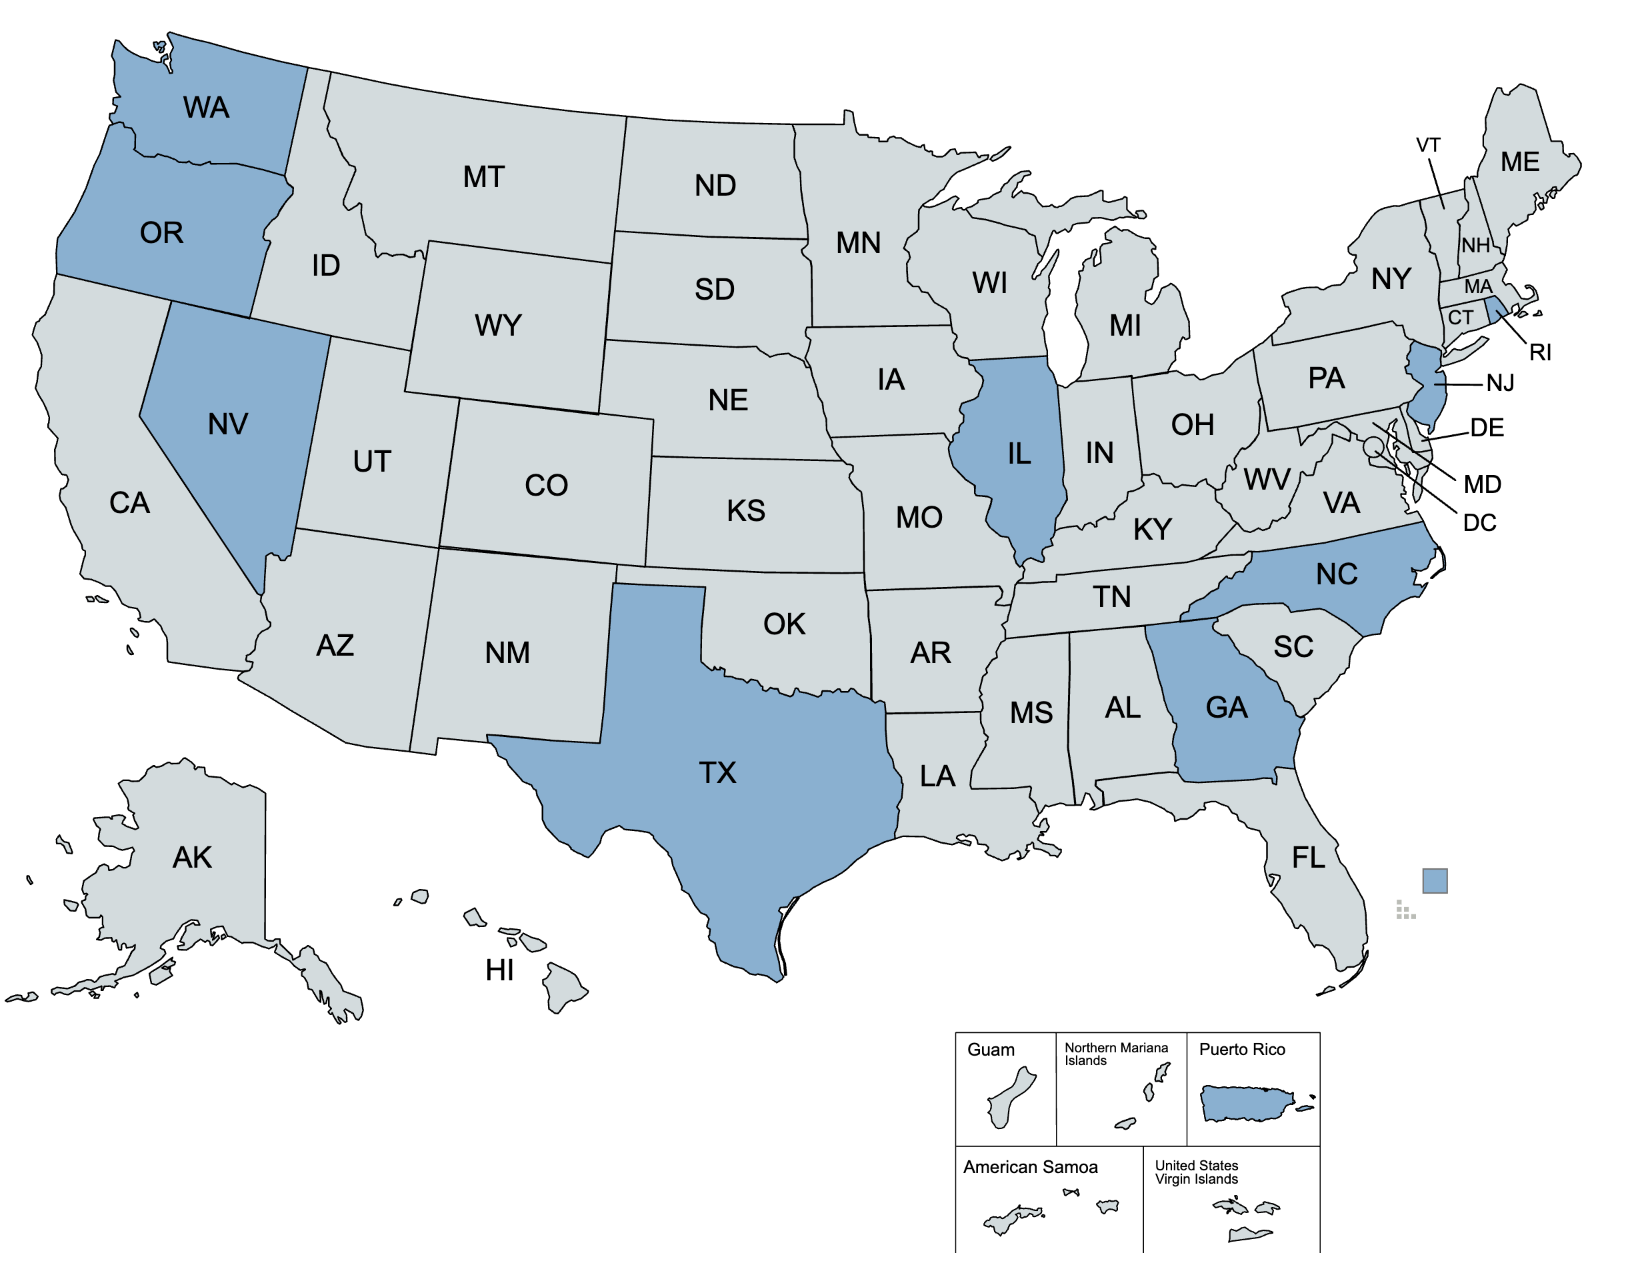 WA
MT
ND
VT
ME
OR
ID
MN
NH
SD
WI
NY
MA
WY
MI
CT
RI
IA
PA
NJ
NE
NV
OH
DE
UT
IL
IN
CO
WV
MD
CA
KS
MO
VA
DC
KY
NC
TN
OK
AZ
NM
AR
SC
MS
AL
GA
TX
LA
AK
FL
HI
Guam
Northern Mariana
Islands
Puerto Rico
American Samoa
United States
Virgin Islands